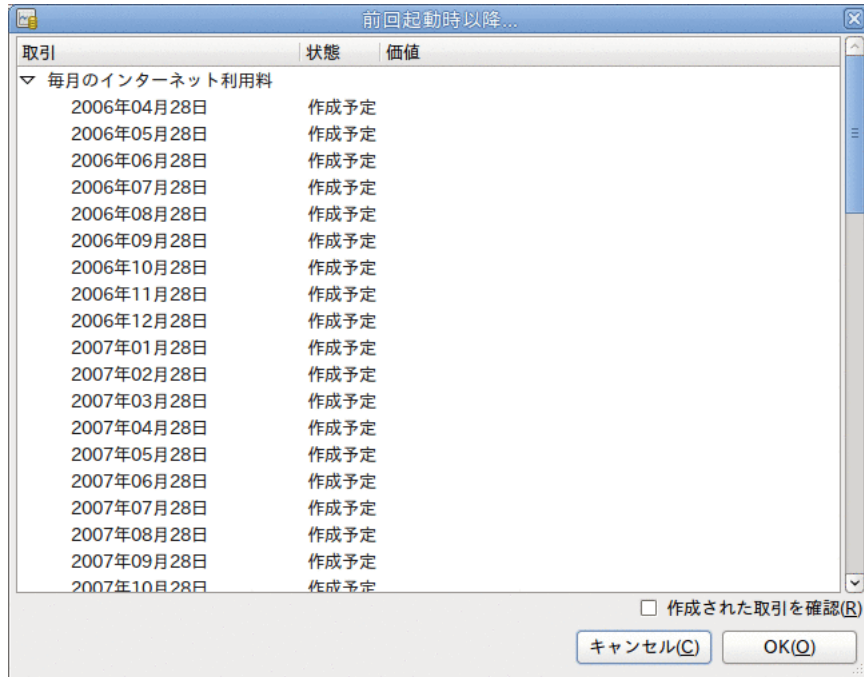 前回起動時以降...
取引 状態 価値
毎月のインターネット利用料
2006年04月28日 作成予定
2006年05月28日 作成予定
2006年06月28日 作成予定
2006年07月28日 作成予定
2006年08月28日 作成予定
2006年09月28日 作成予定
2006年10月28日 作成予定
2006年11月28日 作成予定
2006年12月28日 作成予定
2007年01月28日 作成予定
2007年02月28日 作成予定
2007年03月28日 作成予定
2007年04月28日 作成予定
2007年05月28日 作成予定
2007年06月28日 作成予定
2007年07月28日 作成予定
2007年08月28日 作成予定
2007年09月28日 作成予定
2007年10月28日 作成予定
作成された取引を確認(R)
キャンセル(C) OK(O)